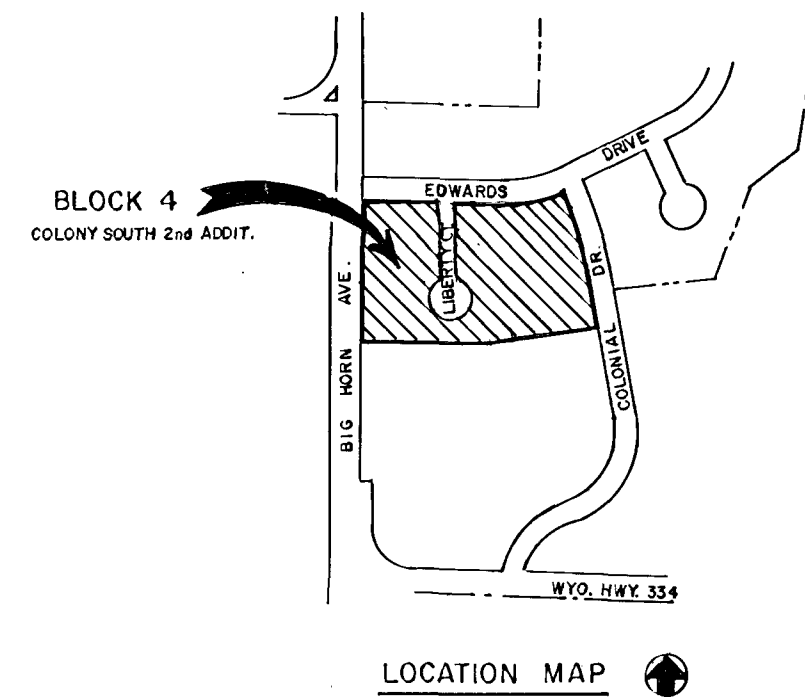 DRIVE
EDWARDS
BLOCK 4
COLONY SOUTH 2nd ADDIT.
LIBERTY CT.
DR.
COLONIAL
BIG HORN AVE.
WYO. HWY. 334
LOCATION MAP